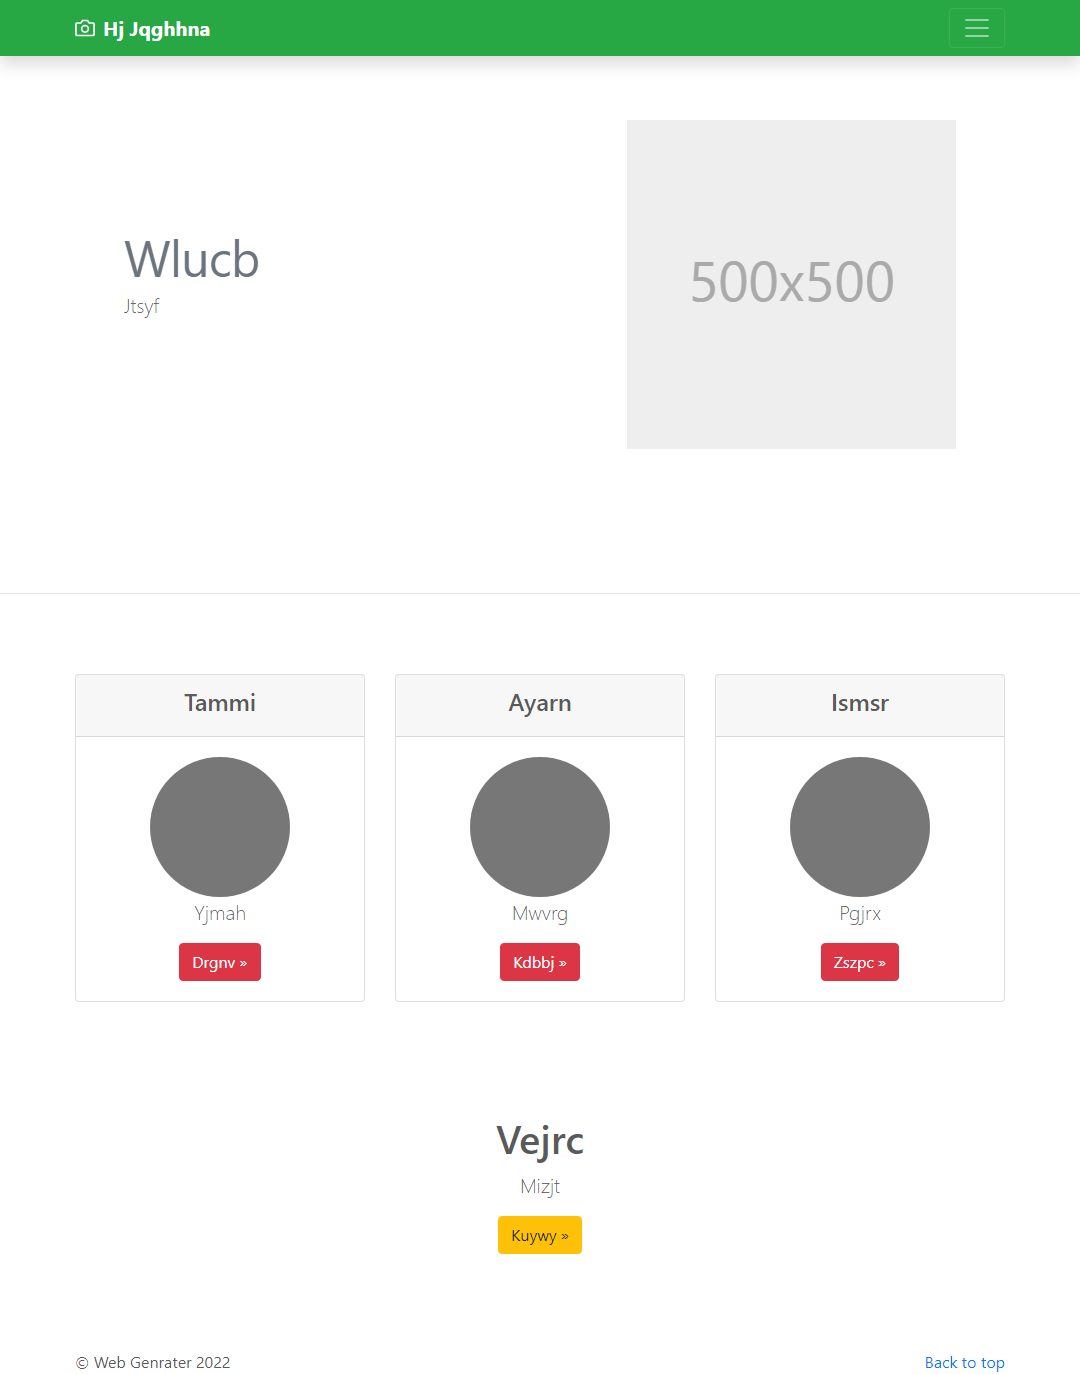 Hj Jqghhna
Wlucb
Jtsyf
500x500
Tammi
Yjmah
Drgnv »
Ayarn
Mwvrg
Kdbbj »
Ismsr
Pgjrx
Zszpc »
Vejrc
Mizjt
Kuywy »
© Web Genrater 2022
Back to top